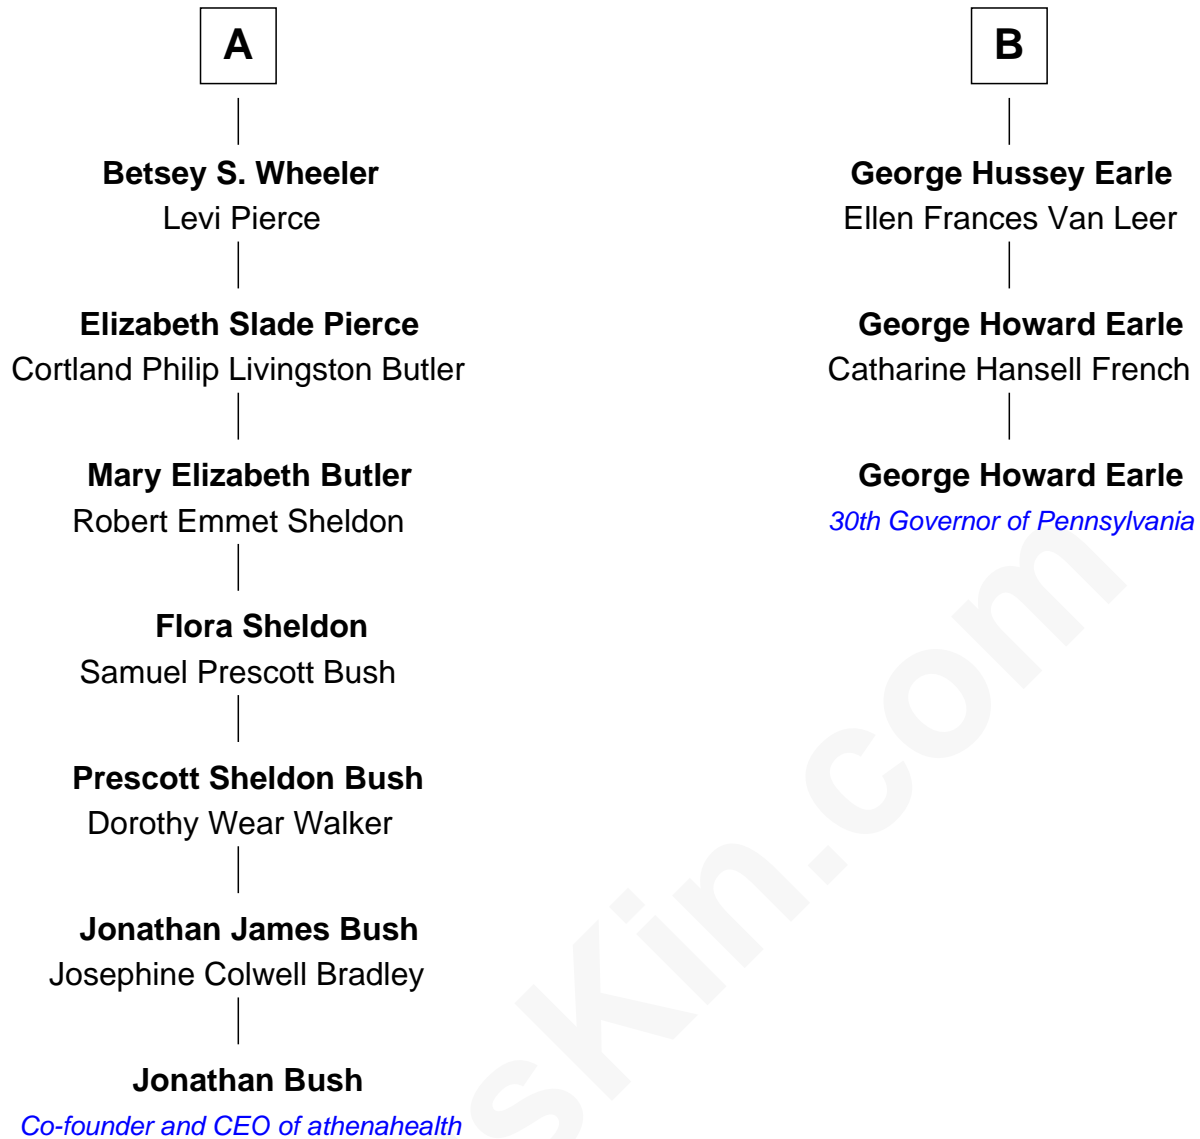 A
Betsey S. Wheeler
Levi Pierce
Elizabeth Slade Pierce
Cortland Philip Livingston Butler
Mary Elizabeth Butler
Robert Emmet Sheldon
Flora Sheldon
Samuel Prescott Bush
Prescott Sheldon Bush
Dorothy Wear Walker
Jonathan James Bush
Josephine Colwell Bradley
Jonathan Bush
Co-founder and CEO of athenahealth
B
George Hussey Earle
Ellen Frances Van Leer
George Howard Earle
Catharine Hansell French
George Howard Earle
30th Governor of Pennsylvania
sKin.com